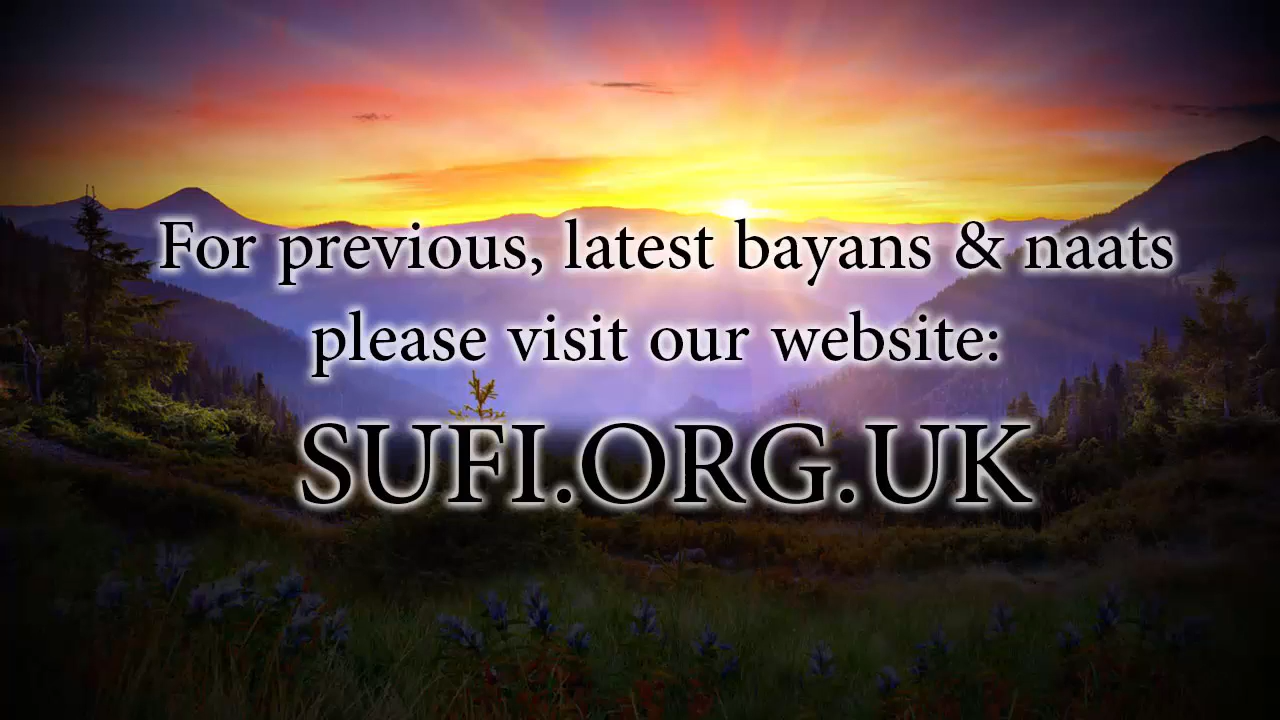 For previous, latest bayans & naats
please visit our website:
SUFI.ORG.UK